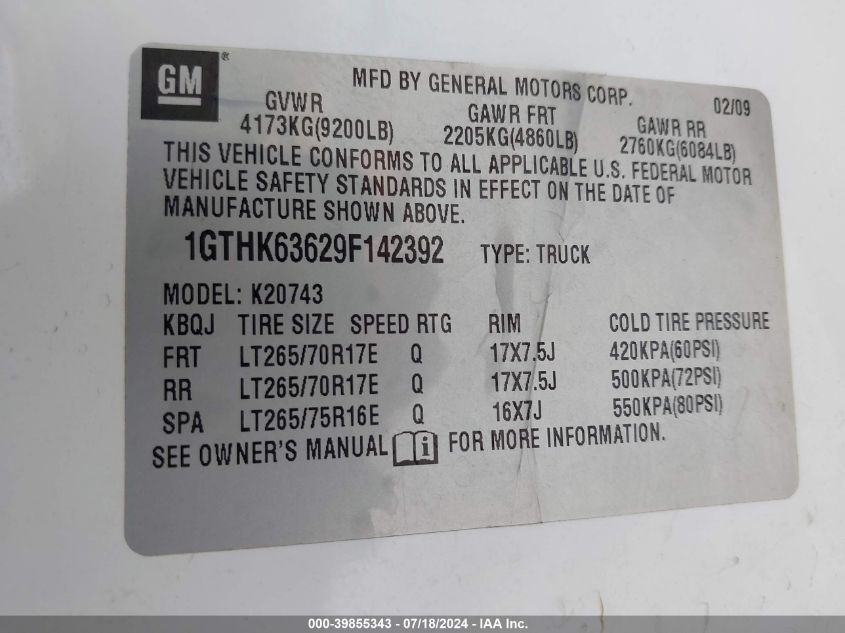 GM ®
MFD BY GENERAL MOTORS CORP. 02/09
GVWR GAWR FRT GAWR RR
4173KG(9200LB) 2205KG(4860LB) 2760KG(6084LB)
THIS VEHICLE CONFORMS TO ALL APPLICABLE U.S. FEDERAL MOTOR
VEHICLE SAFETY STANDARDS IN EFFECT ON THE DATE OF
MANUFACTURE SHOWN ABOVE.
1GTHK63629F142392 TYPE: TRUCK
MODEL: K20743
KBQJ TIRE SIZE SPEED RTG RIM COLD TIRE PRESSURE
FRT LT265/70R17E Q 17X7.5J 420KPA(60PSI)
RR LT265/70R17E Q 17X7.5J 500KPA(72PSI)
SPA LT265/75R16E Q 16X7J 550KPA(80PSI)
SEE OWNER'S MANUAL i FOR MORE INFORMATION.
000-39855343 - 07/18/2024 - IAA Inc.